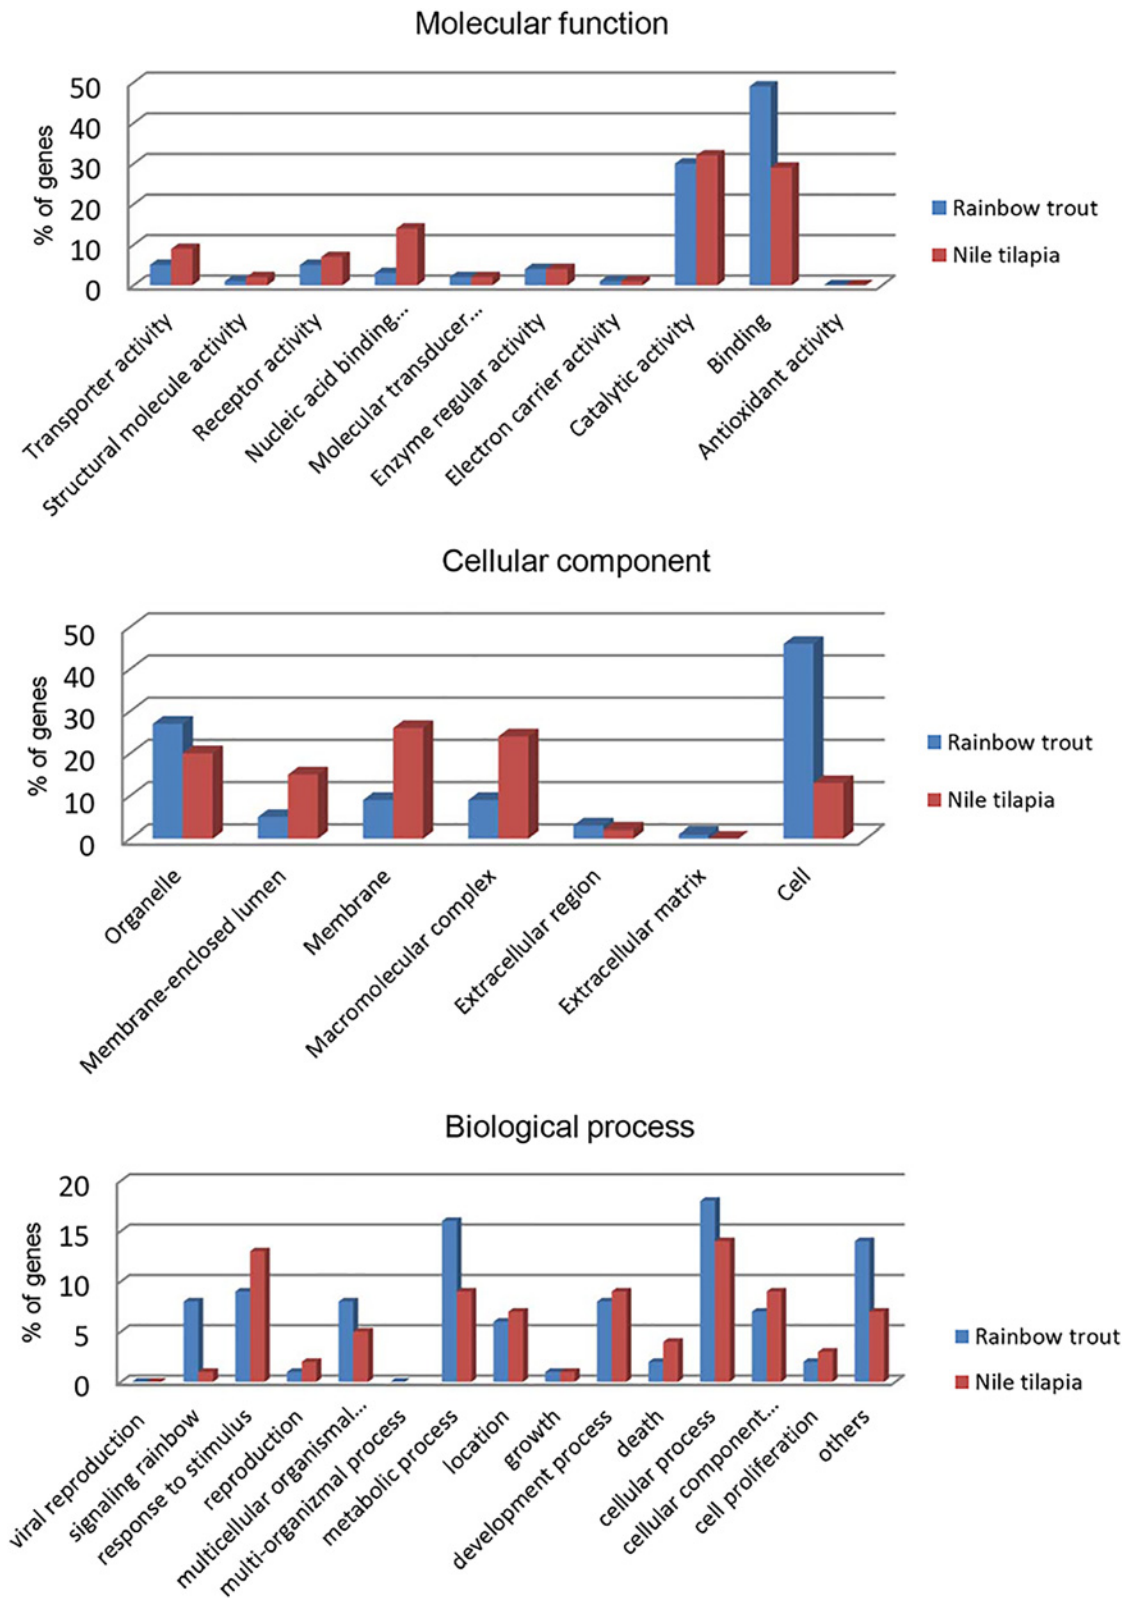 Molecular function
% of genes
50
40
30
20
10
0
Transporter activity
Structural molecule activity
Receptor activity
Nucleic acid binding...
Molecular transducer...
Enzyme regular activity
Electron carrier activity
Catalytic activity
Binding
Antioxidant activity
Rainbow trout
Nile tilapia
Cellular component
% of genes
50
40
30
20
10
0
Organelle
Membrane-enclosed lumen
Membrane
Macromolecular complex
Extracellular region
Extracellular matrix
Cell
Rainbow trout
Nile tilapia
Biological process
% of genes
20
15
10
5
0
viral reproduction
signaling rainbow
response to stimulus
reproduction
multicellular organismal...
multi-organizmal process
metabolic process
location
growth
development process
death
cellular process
cellular component...
cell proliferation
others
Rainbow trout
Nile tilapia